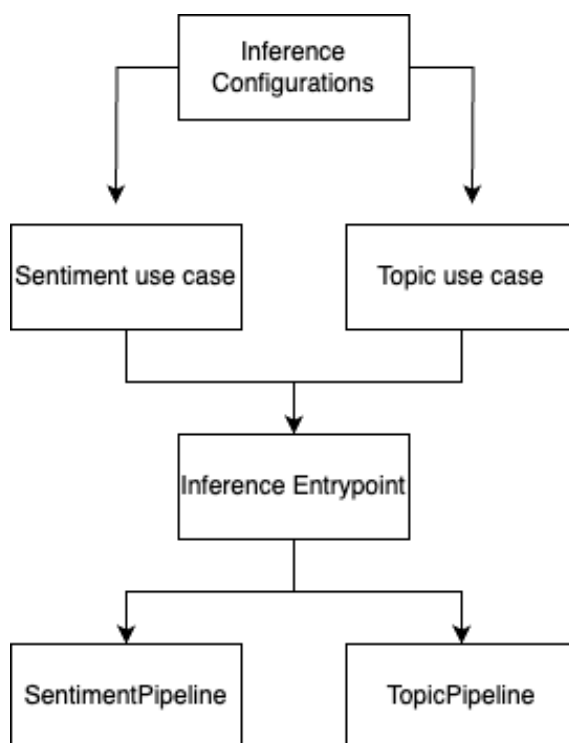 Inference
Configurations
Sentiment use case
Topic use case
Inference Entrypoint
SentimentPipeline
TopicPipeline